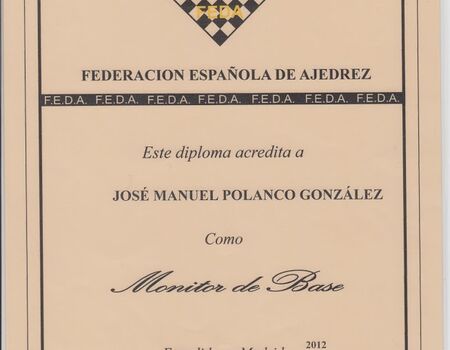 FEDA
FEDERACION ESPAÑOLA DE AJEDREZ
F.E.D.A. F.E.D.A. F.E.D.A. F.E.D.A. F.E.D.A. F.E.D.A. F.E.D.A.
Este diploma acredita a
JOSÉ MANUEL POLANCO GONZÁLEZ
Como
Monitor de Base
2012